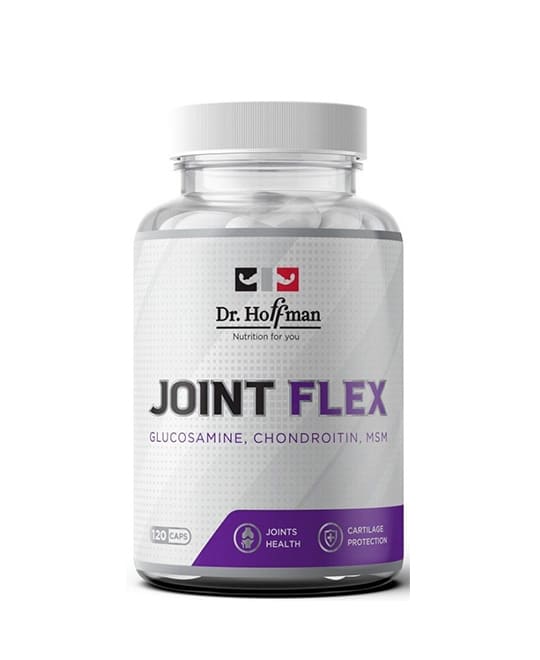 Dr. Hoffman
Nutrition for you
JOINT FLEX
GLUCOSAMINE, CHONDROITIN, MSM
120 CAPS
JOINTS
HEALTH
CARTILAGE
PROTECTION